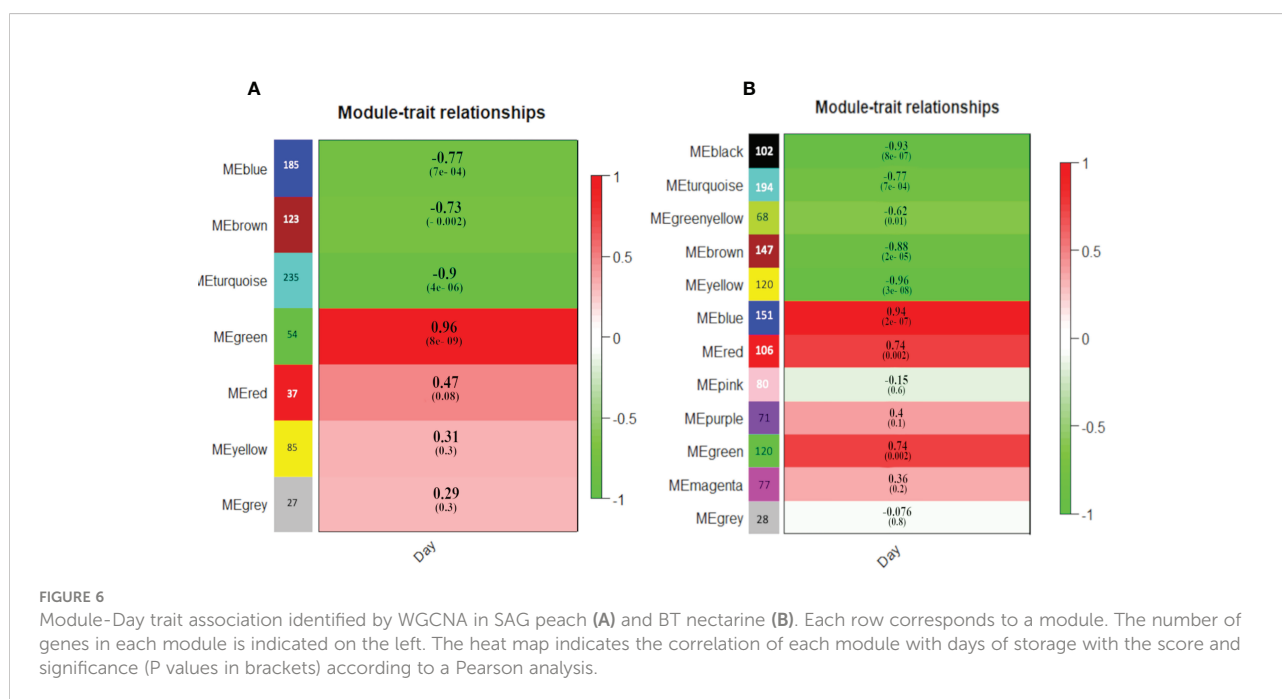 A
Module-trait relationships
MEblue 185 -0.77
(7e- 04)
MEbrown 123 -0.73
(- 0.002)
MEturquoise 235 -0.9
(4e- 06)
MEgreen 54 0.96
(8e- 09)
MEred 37 0.47
(0.08)
MEyellow 85 0.31
(0.3)
MEgrey 27 0.29
(0.3)
Day
1
0.5
0
-0.5
-1
B
Module-trait relationships
MEblack 102 -0.93
(8e- 07)
MEturquoise 194 -0.77
(7e- 04)
MEgreenyellow 68 -0.62
(0.01)
MEbrown 147 -0.88
(2e- 05)
MEyellow 120 -0.96
(3e- 08)
MEblue 151 0.94
(2e- 07)
MEred 106 0.74
(0.002)
MEpink 80 -0.15
(0.6)
MEpurple 71 0.4
(0.1)
MEgreen 120 0.74
(0.002)
MEmagenta 77 0.36
(0.2)
MEgrey 28 -0.076
(0.8)
Day
1
0.5
0
-0.5
-1
FIGURE 6
Module-Day trait association identified by WGCNA in SAG peach (A) and BT nectarine (B). Each row corresponds to a module. The number of
genes in each module is indicated on the left. The heat map indicates the correlation of each module with days of storage with the score and
significance (P values in brackets) according to a Pearson analysis.